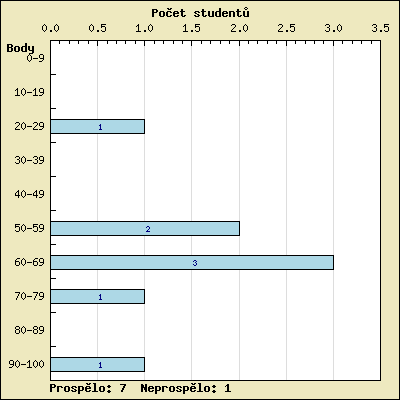 Počet studentů
0.0 0.5 1.0 1.5 2.0 2.5 3.0 3.5
Body
0-9
10-19
20-29 1
30-39
40-49
50-59 2
60-69 3
70-79 1
80-89
90-100 1
Prospělo: 7 Neprospělo: 1